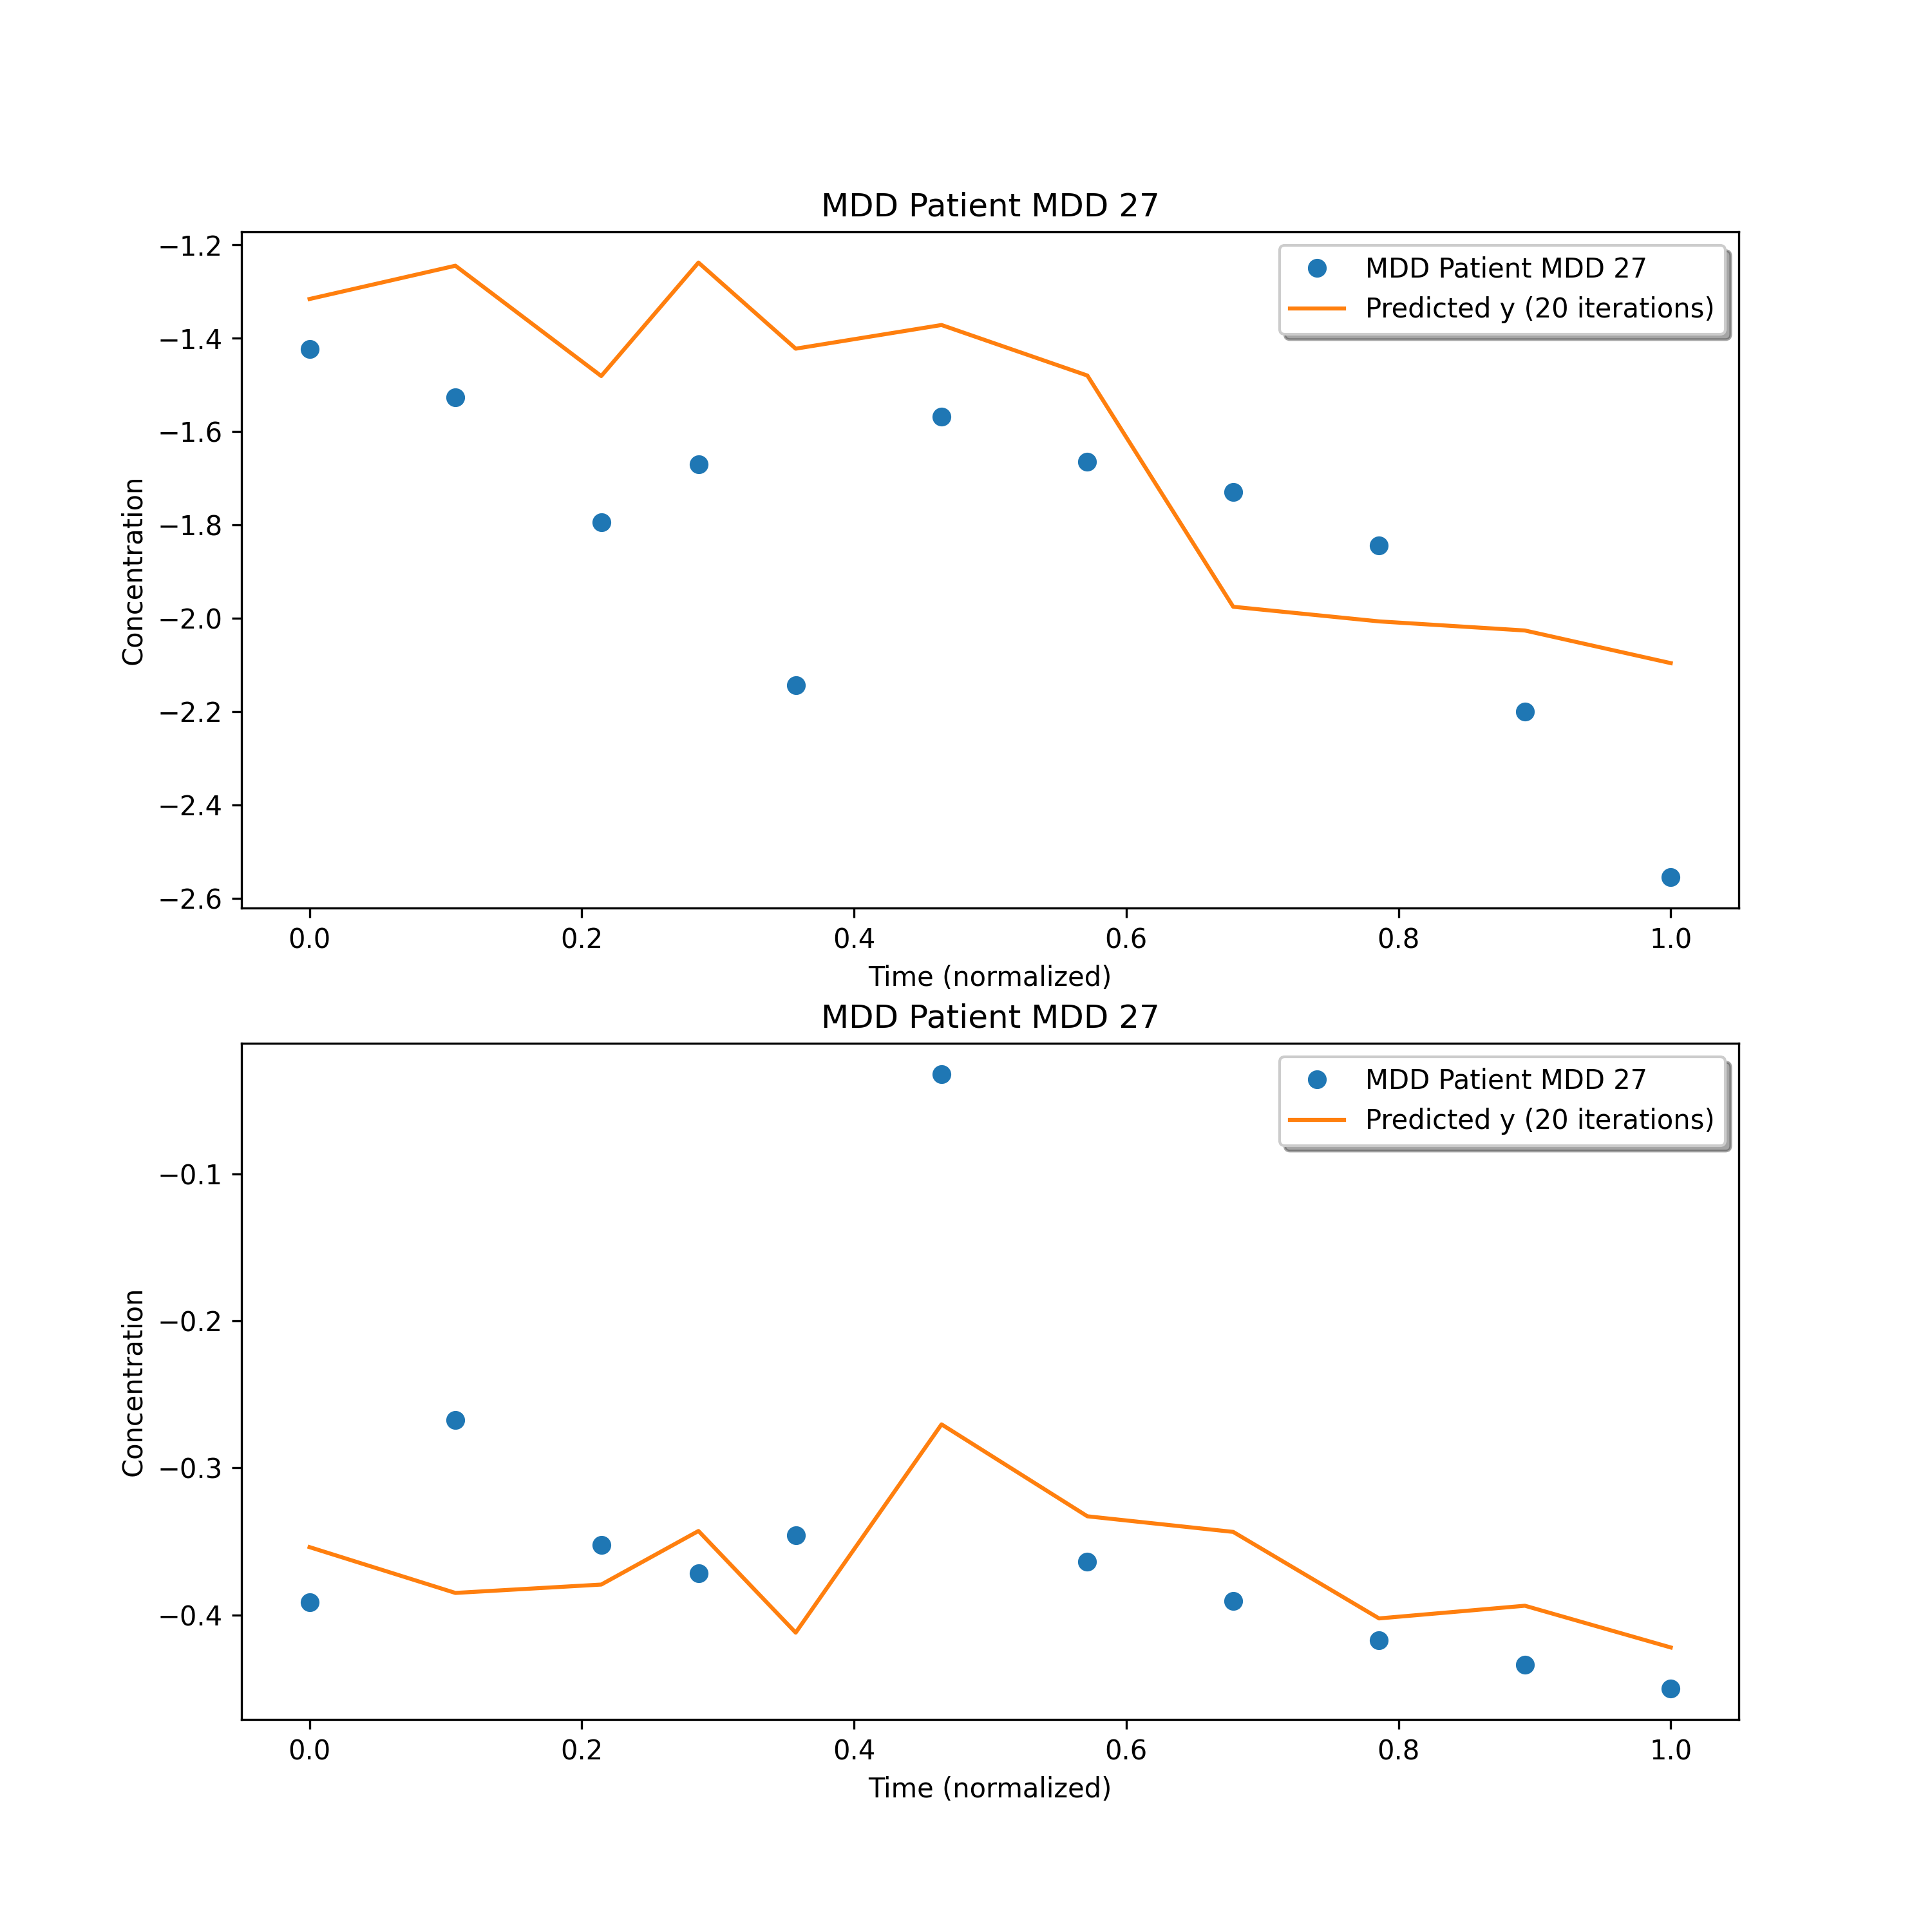 MDD Patient MDD 27
−1.2
−1.4
−1.6
−1.8
−2.0
−2.2
−2.4
−2.6
Concentration
MDD Patient MDD 27
Predicted y (20 iterations)
0.0 0.2 0.4 0.6 0.8 1.0
Time (normalized)
MDD Patient MDD 27
−0.1
−0.2
−0.3
−0.4
Concentration
MDD Patient MDD 27
Predicted y (20 iterations)
0.0 0.2 0.4 0.6 0.8 1.0
Time (normalized)